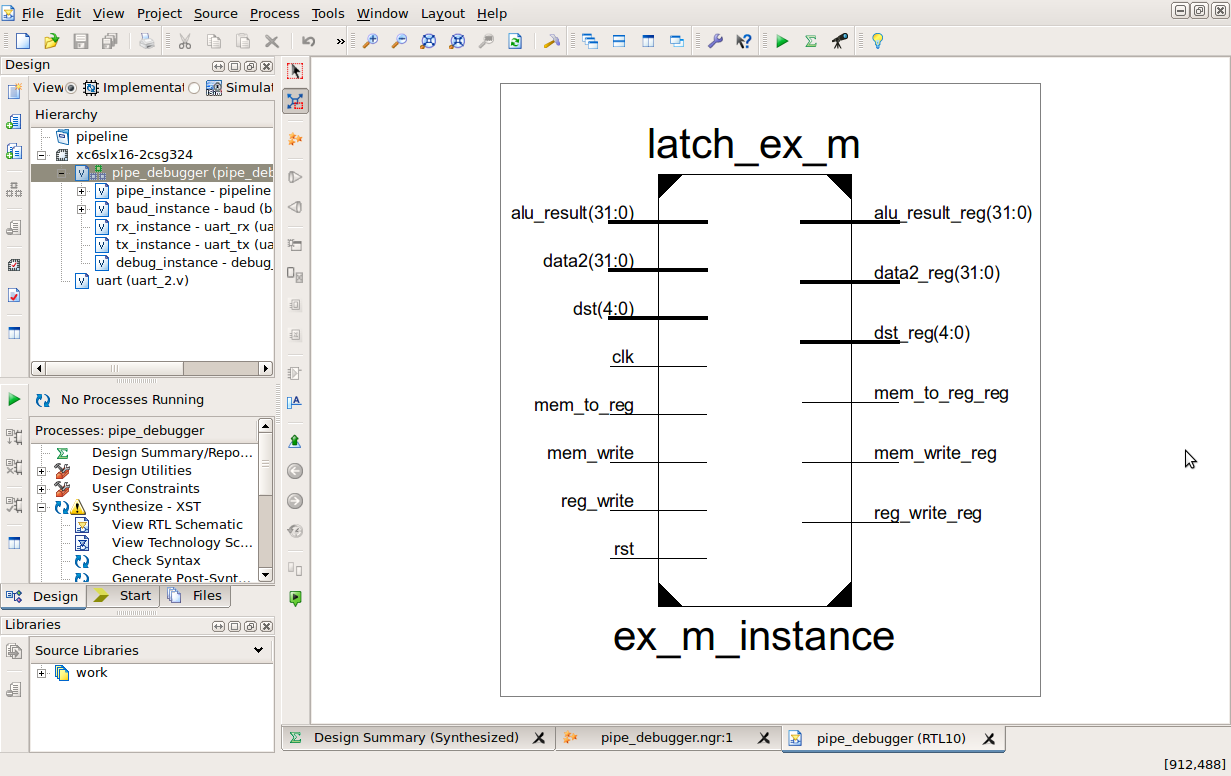 File Edit View Project Source Process Tools Window Layout Help
»
Design
View Implementat Simulat
Hierarchy
pipeline
xc6slx16-2csg324
pipe_debugger (pipe_deb
pipe_instance - pipeline
baud_instance - baud (b
rx_instance - uart_rx (ua
tx_instance - uart_tx (ua
debug_instance - debug_
uart (uart_2.v)
No Processes Running
Processes: pipe_debugger
Design Summary/Repo...
Design Utilities
User Constraints
Synthesize - XST
View RTL Schematic
View Technology Sc...
Check Syntax
Generate Post-Synt...
Design Start Files
Libraries
Source Libraries
work
latch_ex_m
alu_result(31:0)
data2(31:0)
dst(4:0)
clk
mem_to_reg
mem_write
reg_write
rst
alu_result_reg(31:0)
data2_reg(31:0)
dst_reg(4:0)
mem_to_reg_reg
mem_write_reg
reg_write_reg
ex_m_instance
Design Summary (Synthesized) pipe_debugger.ngr:1 pipe_debugger (RTL10)
[912,488]